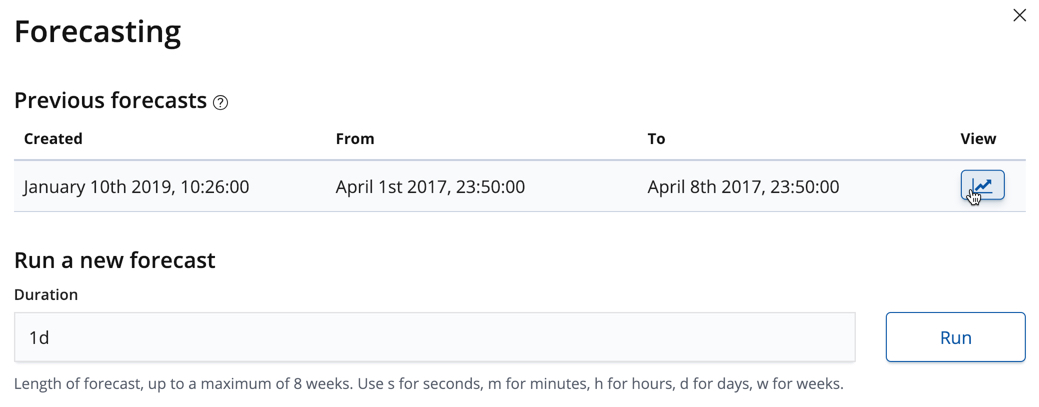 Forecasting
Previous forecasts ?
Created From To View
January 10th 2019, 10:26:00 April 1st 2017, 23:50:00 April 8th 2017, 23:50:00
Run a new forecast
Duration
1d Run
Length of forecast, up to a maximum of 8 weeks. Use s for seconds, m for minutes, h for hours, d for days, w for weeks.